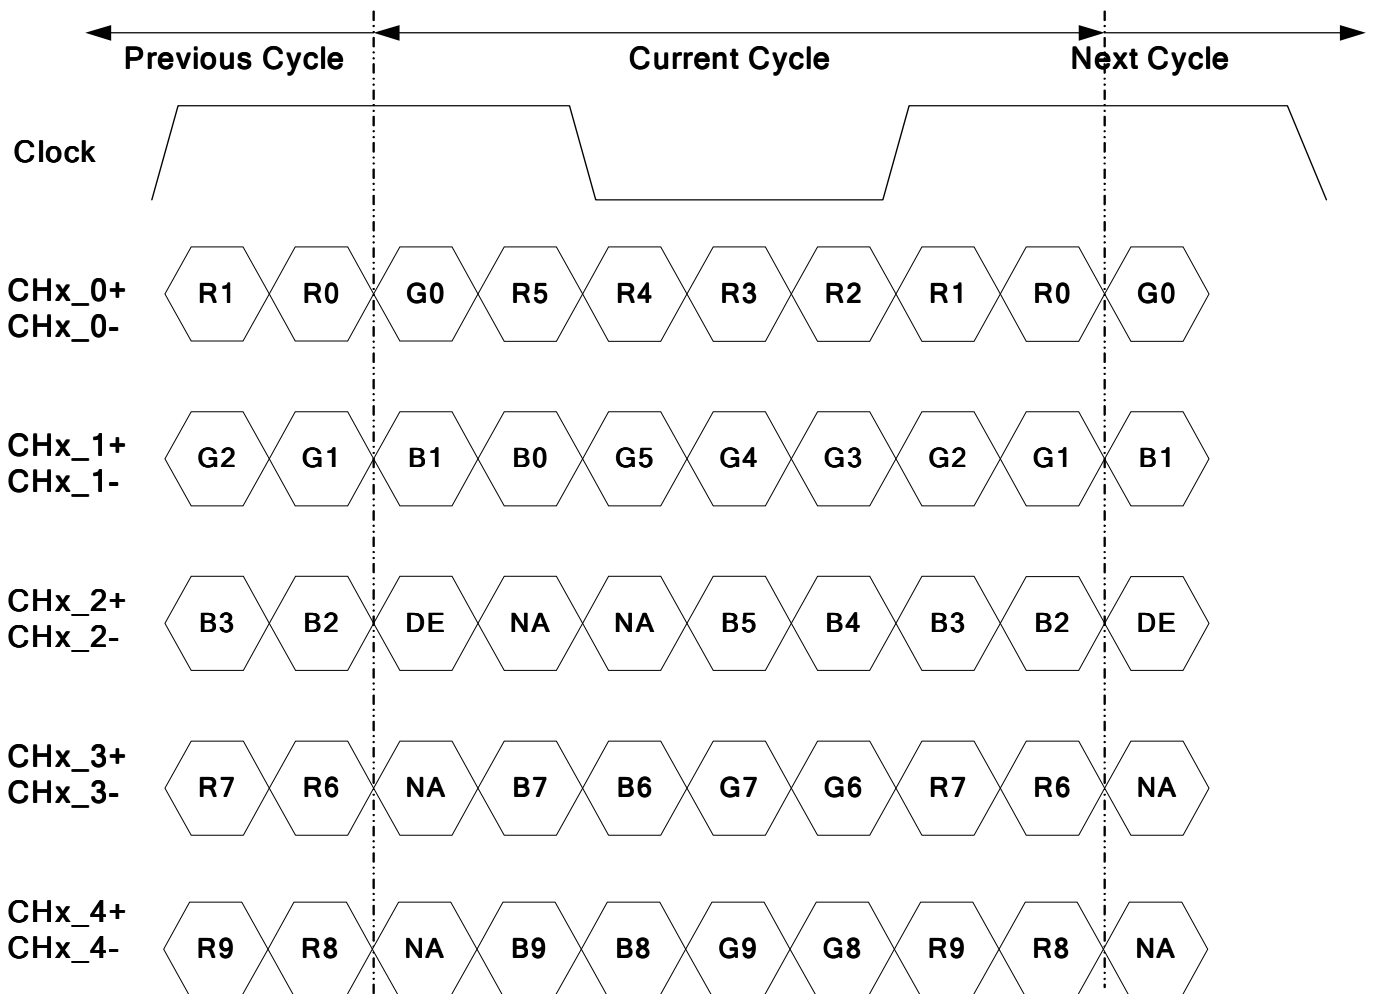 Previous Cycle Current Cycle Next Cycle
Clock
CHx_0+
CHx_0-
R1 R0 G0 R5 R4 R3 R2 R1 R0 G0
CHx_1+
CHx_1-
G2 G1 B1 B0 G5 G4 G3 G2 G1 B1
CHx_2+
CHx_2-
B3 B2 DE NA NA B5 B4 B3 B2 DE
CHx_3+
CHx_3-
R7 R6 NA B7 B6 G7 G6 R7 R6 NA
CHx_4+
CHx_4-
R9 R8 NA B9 B8 G9 G8 R9 R8 NA